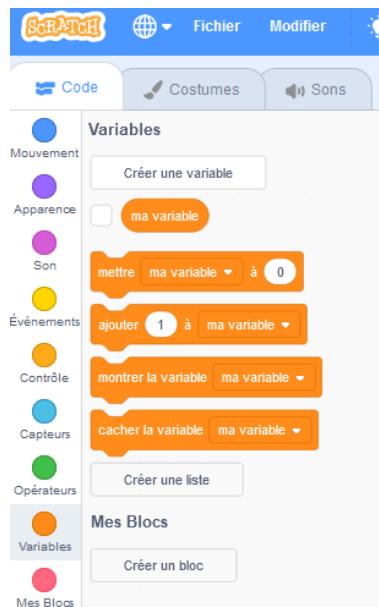 SCRATCH Fichier Modifier
Code Costumes Sons
Mouvement
Apparence
Son
Événements
Contrôle
Capteurs
Opérateurs
Variables
Mes Blocs
Variables
Créer une variable
ma variable
mettre ma variable à 0
ajouter 1 à ma variable
montrer la variable ma variable
cacher la variable ma variable
Créer une liste
Mes Blocs
Créer un bloc